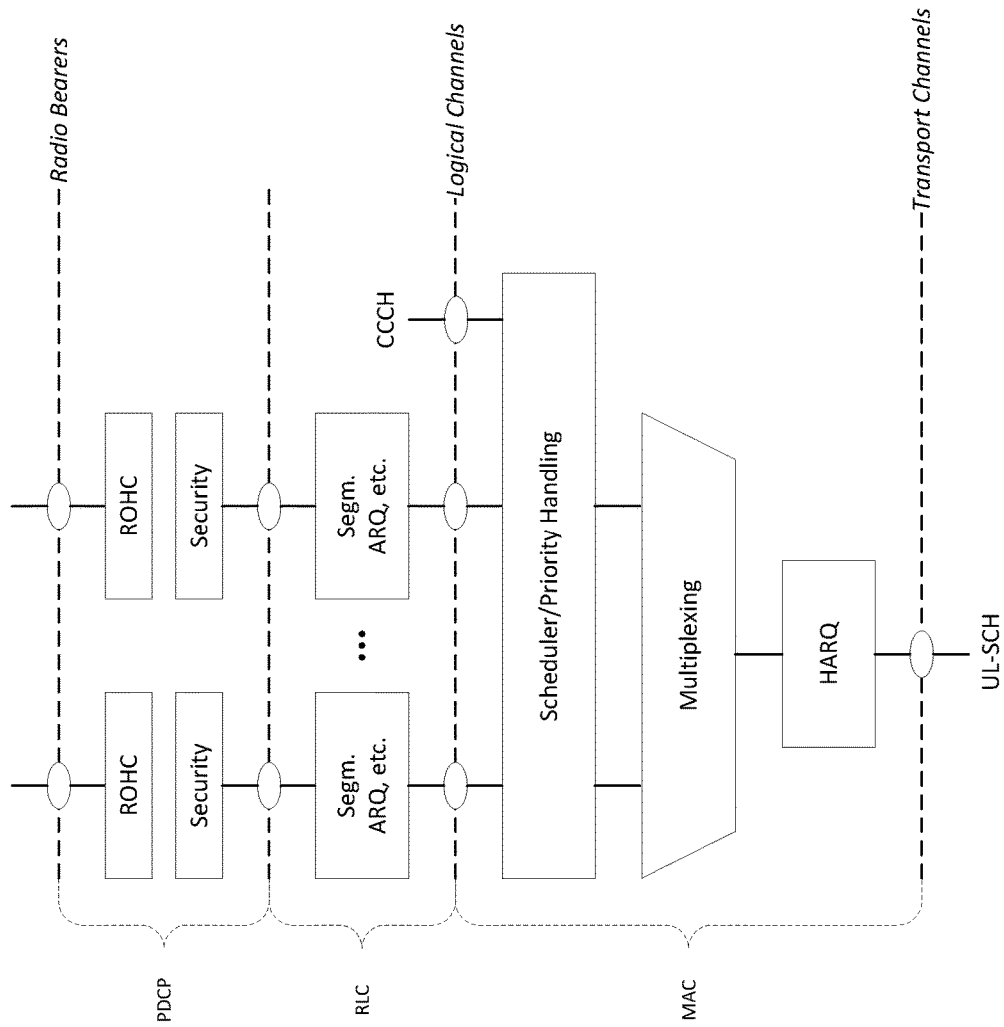 Radio Bearers
PDCP
ROHC
ROHC
Security
Security
RLC
Segm.
ARQ, etc.
...
Segm.
ARQ, etc.
CCCH
Logical Channels
MAC
Scheduler/Priority Handling
Multiplexing
HARQ
Transport Channels
UL-SCH